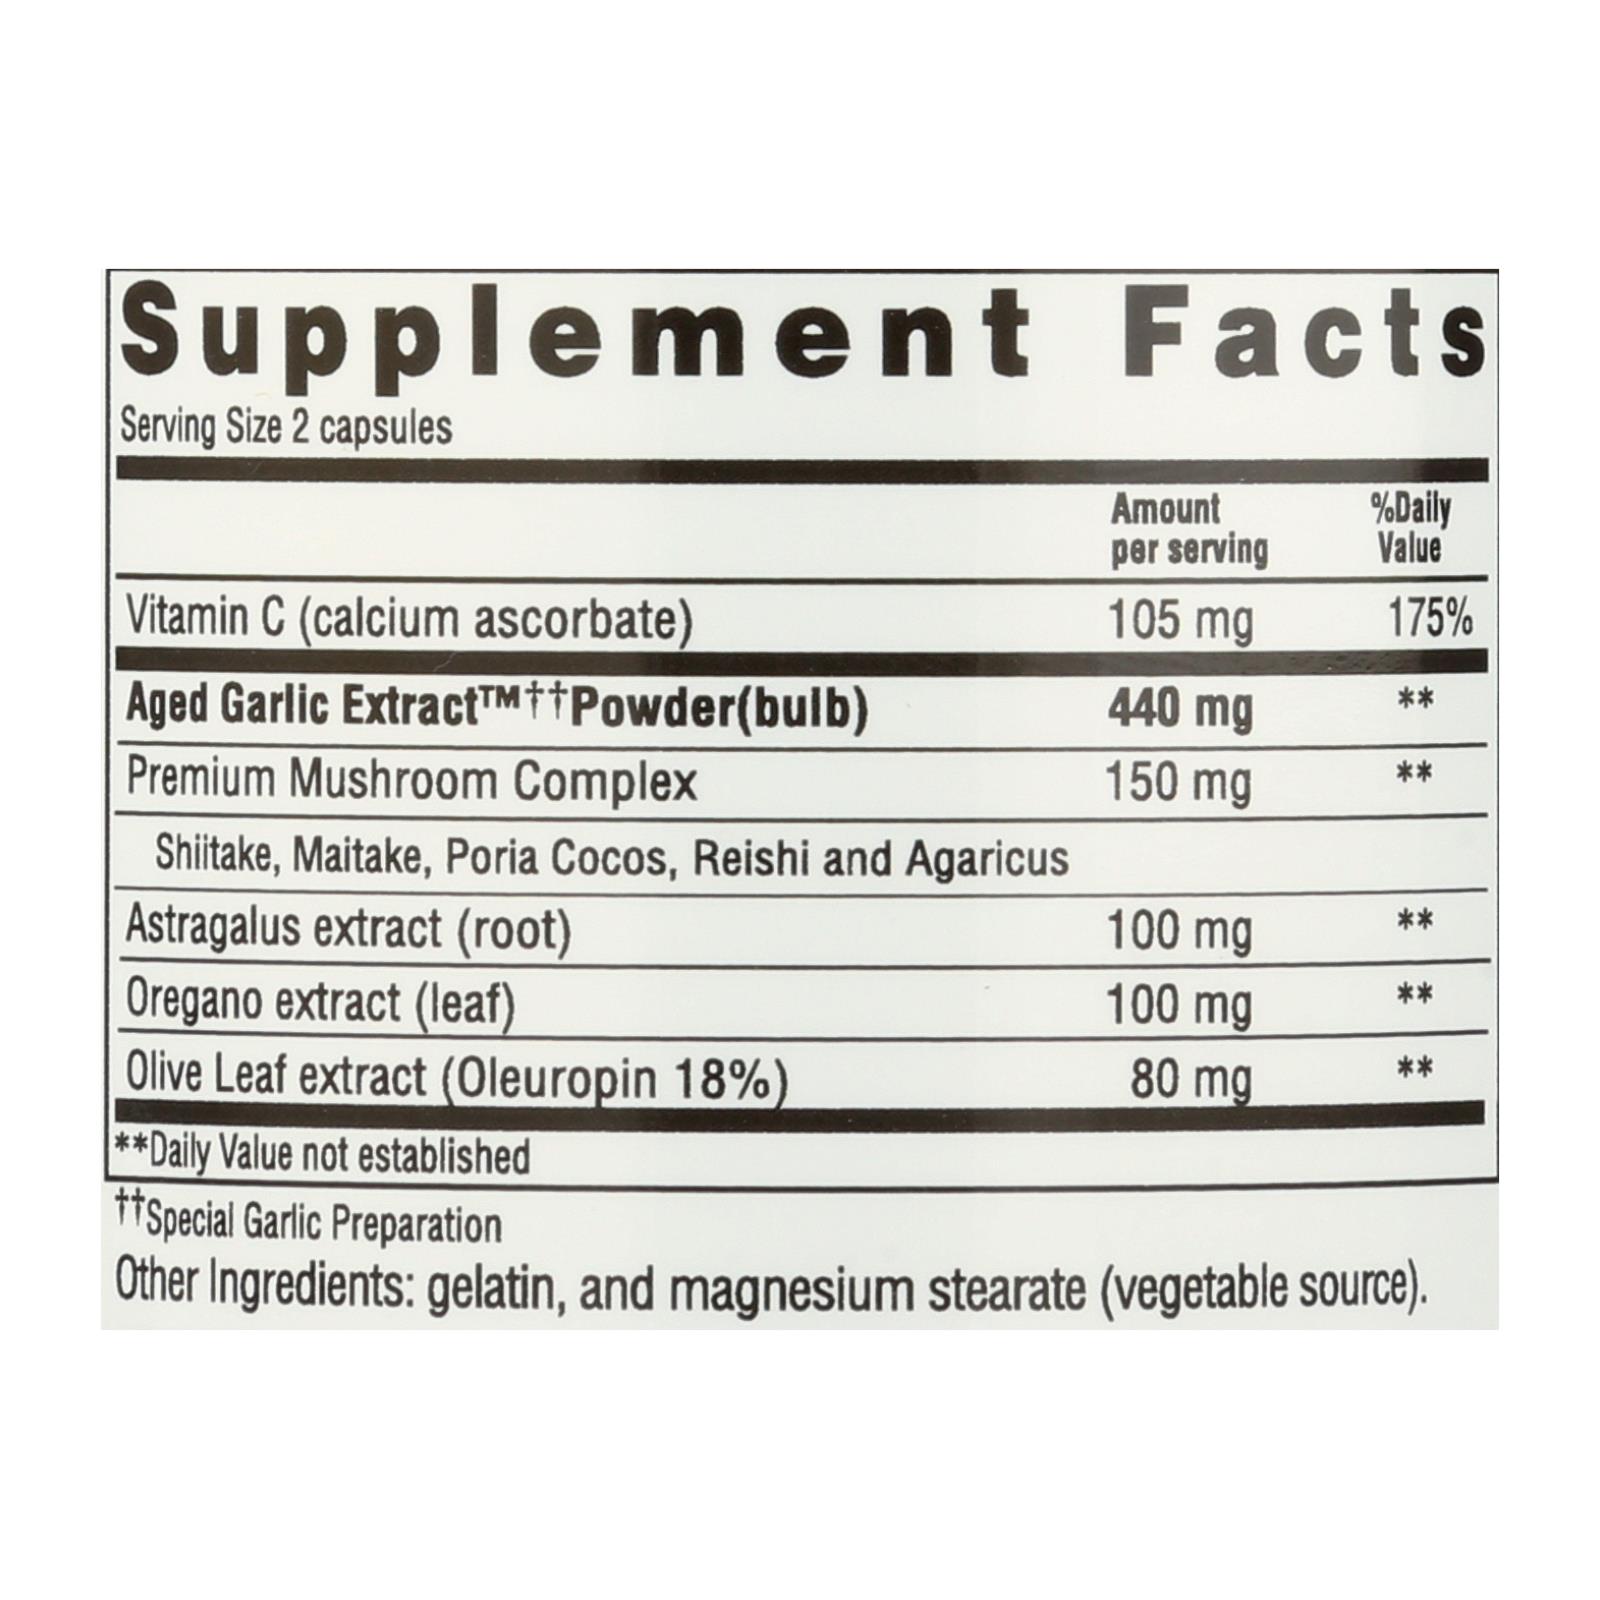 Supplement Facts
Serving Size 2 capsules
Amount per serving %Daily Value
Vitamin C (calcium ascorbate) 105 mg 175%
Aged Garlic Extract™††Powder(bulb) 440 mg **
Premium Mushroom Complex 150 mg **
Shiitake, Maitake, Poria Cocos, Reishi and Agaricus
Astragalus extract (root) 100 mg **
Oregano extract (leaf) 100 mg **
Olive Leaf extract (Oleuropin 18%) 80 mg **
**Daily Value not established
††Special Garlic Preparation
Other Ingredients: gelatin, and magnesium stearate (vegetable source).